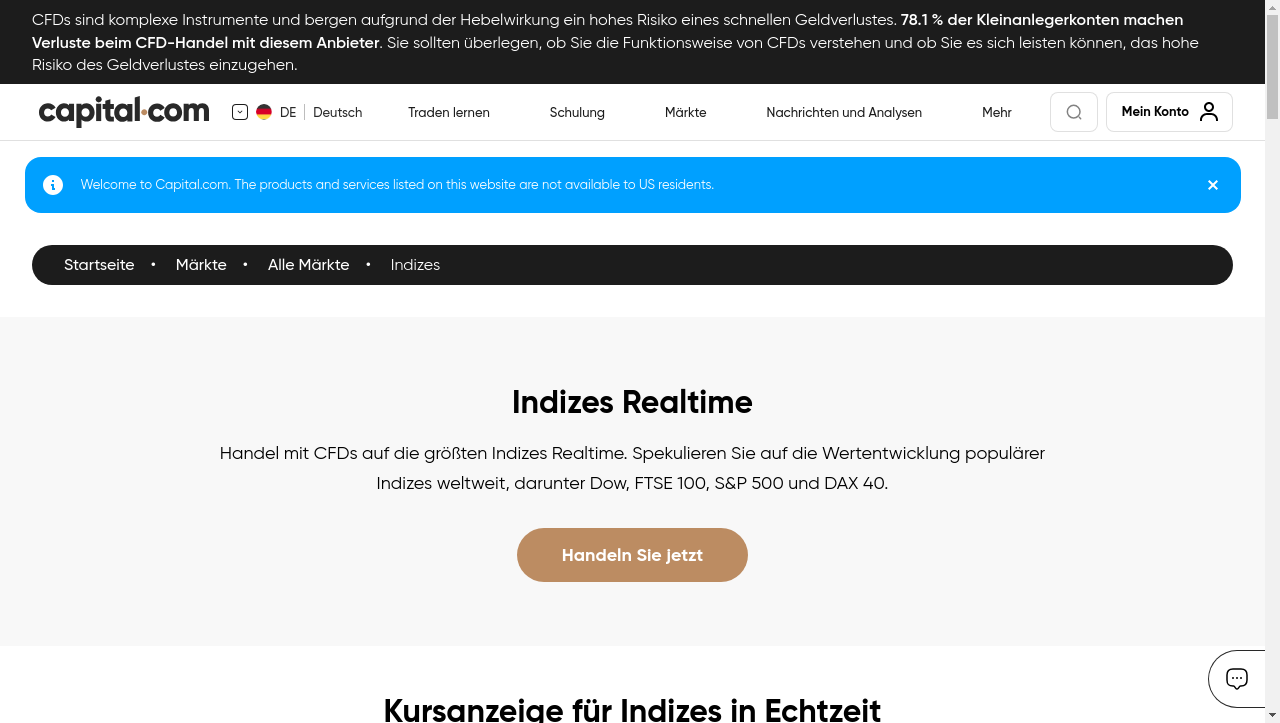 CFDs sind komplexe Instrumente und bergen aufgrund der Hebelwirkung ein hohes Risiko eines schnellen Geldverlustes. 78.1 % der Kleinanlegerkonten machen
Verluste beim CFD-Handel mit diesem Anbieter. Sie sollten überlegen, ob Sie die Funktionsweise von CFDs verstehen und ob Sie es sich leisten können, das hohe
Risiko des Geldverlustes einzugehen.
capital.com DE Deutsch Traden lernen Schulung Märkte Nachrichten und Analysen Mehr Mein Konto
Welcome to Capital.com. The products and services listed on this website are not available to US residents.
Startseite • Märkte • Alle Märkte • Indizes
Indizes Realtime
Handel mit CFDs auf die größten Indizes Realtime. Spekulieren Sie auf die Wertentwicklung populärer
Indizes weltweit, darunter Dow, FTSE 100, S&P 500 und DAX 40.
Handeln Sie jetzt
Kursanzeige für Indizes in Echtzeit